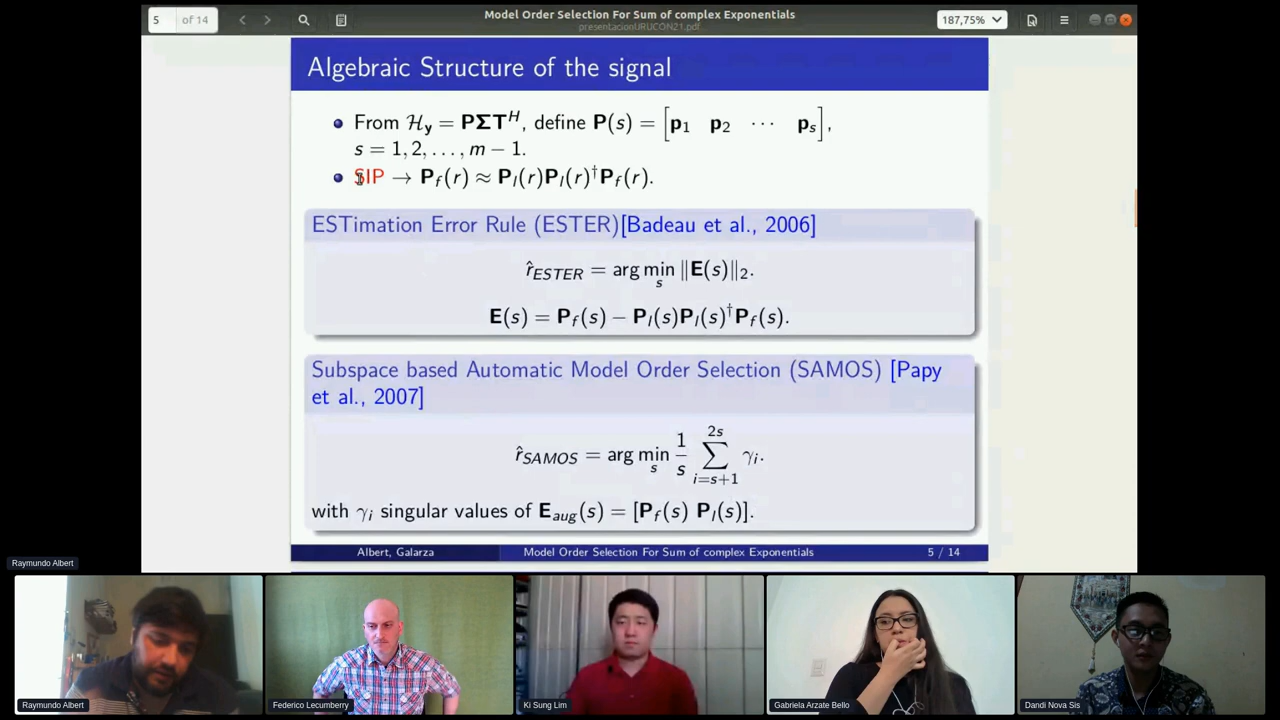 5 of 14
Model Order Selection For Sum of complex Exponentials
presentacionURUCON21.pdf
187,75%
Algebraic Structure of the signal
From ℋ_y = PΣT^H, define P(s) = [p_1 p_2 ⋯ p_s],
s = 1, 2, . . . , m − 1.
SIP → P_f(r) ≈ P_l(r)P_l(r)^†P_f(r).
ESTimation Error Rule (ESTER)[Badeau et al., 2006]
r̂_ESTER = arg min_s ‖E(s)‖_2.
E(s) = P_f(s) − P_l(s)P_l(s)^†P_f(s).
Subspace based Automatic Model Order Selection (SAMOS) [Papy
et al., 2007]
r̂_SAMOS = arg min_s 1/s ∑_{i=s+1}^{2s} γ_i.
with γ_i singular values of E_aug(s) = [P_f(s) P_l(s)].
Albert, Galarza Model Order Selection For Sum of complex Exponentials 5 / 14
Raymundo Albert
Raymundo Albert
Federico Lecumberry
Ki Sung Lim
Gabriela Arzate Bello
Dandi Nova Sis